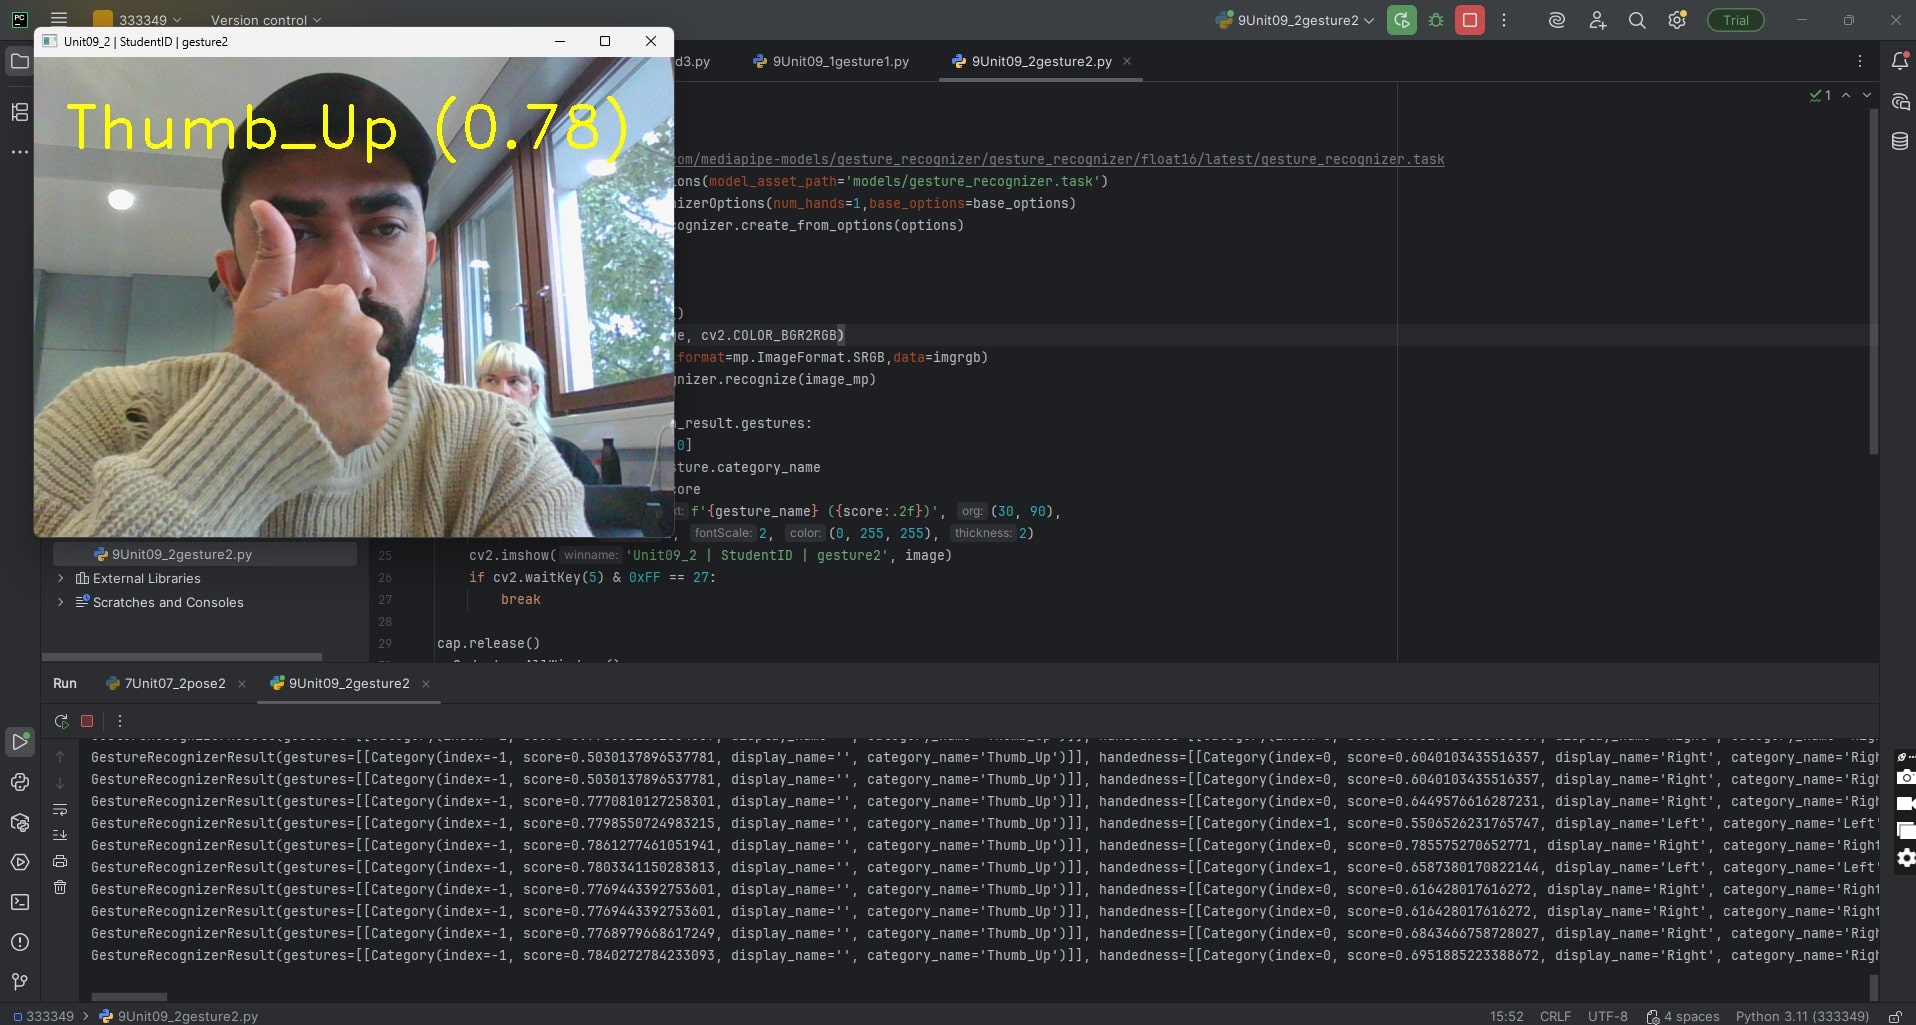 333349
Version control
9Unit09_2gesture2
Trial
Unit09_2 | StudentID | gesture2
Thumb_Up (0.78)
d3.py
9Unit09_1gesture1.py
9Unit09_2gesture2.py
1
om/mediapipe-models/gesture_recognizer/gesture_recognizer/float16/latest/gesture_recognizer.task
ons(model_asset_path='models/gesture_recognizer.task')
nizerOptions(num_hands=1,base_options=base_options)
cognizer.create_from_options(options)
)
ge, cv2.COLOR_BGR2RGB)
format=mp.ImageFormat.SRGB,data=imgrgb)
gnizer.recognize(image_mp)
n_result.gestures:
0]
sture.category_name
core
xt: f'{gesture_name} ({score:.2f})', org: (30, 90),
, fontScale: 2, color: (0, 255, 255), thickness: 2)
9Unit09_2gesture2.py
External Libraries
Scratches and Consoles
25 cv2.imshow( winname: 'Unit09_2 | StudentID | gesture2', image)
26 if cv2.waitKey(5) & 0xFF == 27:
27 break
28
29 cap.release()
Run
7Unit07_2pose2
9Unit09_2gesture2
GestureRecognizerResult(gestures=[[Category(index=-1, score=0.5030137896537781, display_name='', category_name='Thumb_Up')]], handedness=[[Category(index=0, score=0.6040103435516357, display_name='Right', category_name='Righ
GestureRecognizerResult(gestures=[[Category(index=-1, score=0.5030137896537781, display_name='', category_name='Thumb_Up')]], handedness=[[Category(index=0, score=0.6040103435516357, display_name='Right', category_name='Righ
GestureRecognizerResult(gestures=[[Category(index=-1, score=0.7770810127258301, display_name='', category_name='Thumb_Up')]], handedness=[[Category(index=0, score=0.6449576616287231, display_name='Right', category_name='Righ
GestureRecognizerResult(gestures=[[Category(index=-1, score=0.7798550724983215, display_name='', category_name='Thumb_Up')]], handedness=[[Category(index=1, score=0.5506526231765747, display_name='Left', category_name='Left'
GestureRecognizerResult(gestures=[[Category(index=-1, score=0.7861277461051941, display_name='', category_name='Thumb_Up')]], handedness=[[Category(index=0, score=0.785575270652771, display_name='Right', category_name='Right
GestureRecognizerResult(gestures=[[Category(index=-1, score=0.7803341150283813, display_name='', category_name='Thumb_Up')]], handedness=[[Category(index=1, score=0.6587380170822144, display_name='Left', category_name='Left'
GestureRecognizerResult(gestures=[[Category(index=-1, score=0.7769443392753601, display_name='', category_name='Thumb_Up')]], handedness=[[Category(index=0, score=0.616428017616272, display_name='Right', category_name='Right
GestureRecognizerResult(gestures=[[Category(index=-1, score=0.7769443392753601, display_name='', category_name='Thumb_Up')]], handedness=[[Category(index=0, score=0.616428017616272, display_name='Right', category_name='Right
GestureRecognizerResult(gestures=[[Category(index=-1, score=0.7768979668617249, display_name='', category_name='Thumb_Up')]], handedness=[[Category(index=0, score=0.6843466758728027, display_name='Right', category_name='Righ
GestureRecognizerResult(gestures=[[Category(index=-1, score=0.7840272784233093, display_name='', category_name='Thumb_Up')]], handedness=[[Category(index=0, score=0.6951885223388672, display_name='Right', category_name='Righ
333349 > 9Unit09_2gesture2.py
15:52 CRLF UTF-8 4 spaces Python 3.11 (333349)